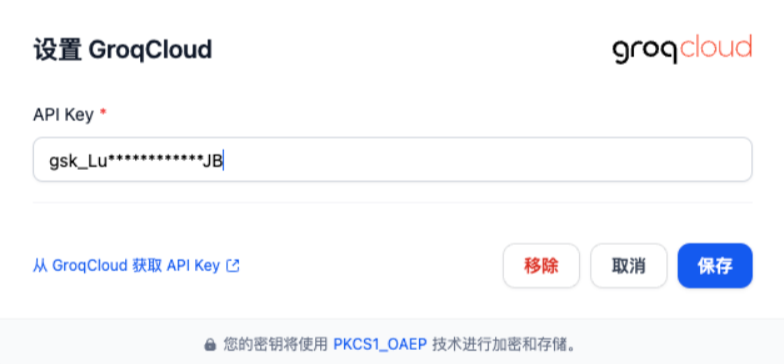 设置 GroqCloud
groqcloud
API Key *
gsk_Lu************JB
从 GroqCloud 获取 API Key
移除
取消
保存
您的密钥将使用 PKCS1_OAEP 技术进行加密和存储。